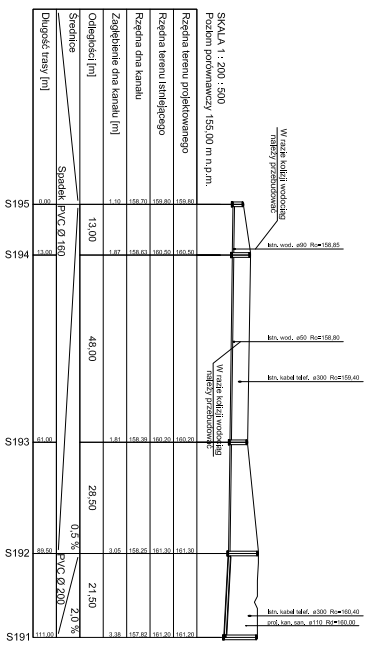 SKALA 1 : 200 : 500
Poziom porównawczy 155,00 m n.p.m.
W razie kolizji wodociąg
należy przebudować
Istn. wod. ø90 Ro=158,85
Istn. wod. ø50 Ro=158,80
Istn. kabel telef. ø300 Ro=159,40
W razie kolizji wodociąg
należy przebudować
Istn. kabel telef. ø300 Ro=160,40
proj. kan. san. ø110 Rd=160,00
Rzędna terenu projektowanego 159,80 160,50 160,20 161,30 161,20
Rzędna terenu istniejącego 159,80 160,50 160,20 161,30 161,20
Rzędna dna kanału 158,70 158,63 158,39 158,25 157,82
Zagłębienie dna kanału [m] 1,10 1,87 1,81 3,05 3,38
Odległości [m] 13,00 48,00 28,50 21,50
Średnice Spadek PVC Ø 160 0,5 % PVC Ø 200 2,0 %
Długość trasy [m] 0,00 13,00 61,00 89,50 111,00
S195 S194 S193 S192 S191